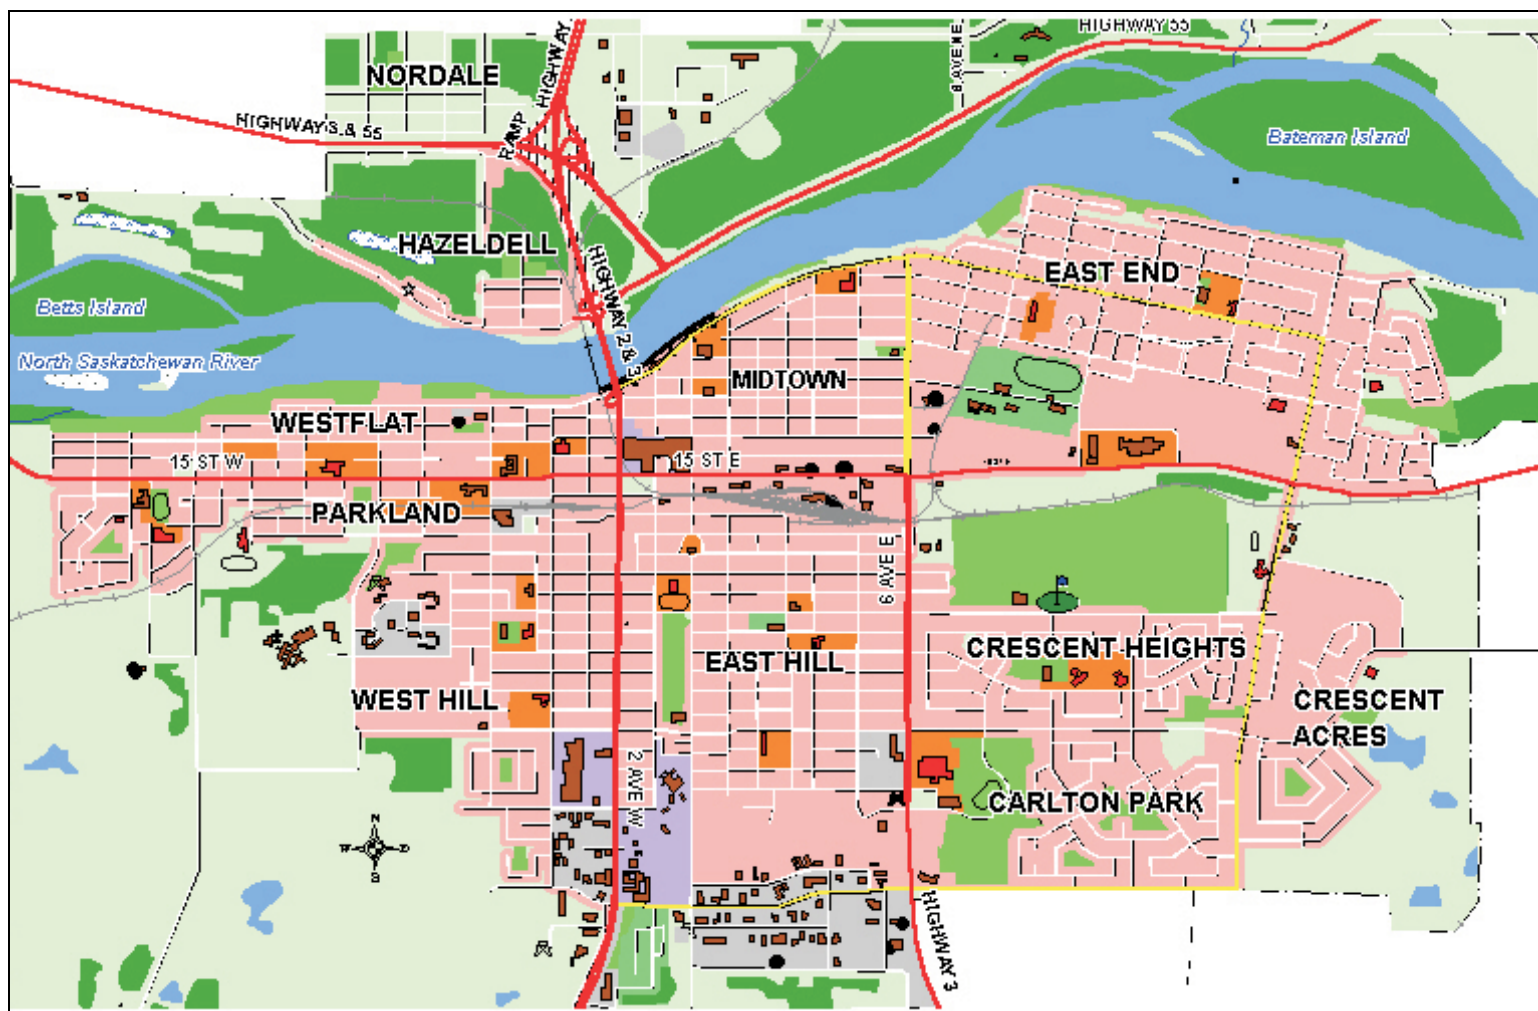 HIGHWAY 55
8 AVE NE
HIGHWAY
NORDALE
HIGHWAY 3 & 55
RAMP
Bateman Island
HAZELDELL
HIGHWAY 2 & 3
EAST END
Betts Island
North Saskatchewan River
MIDTOWN
WESTFLAT
15 ST W
15 ST E
PARKLAND
6 AVE E
CRESCENT HEIGHTS
EAST HILL
WEST HILL
CRESCENT
ACRES
2 AVE W
CARLTON PARK
N
W
S
HIGHWAY 3